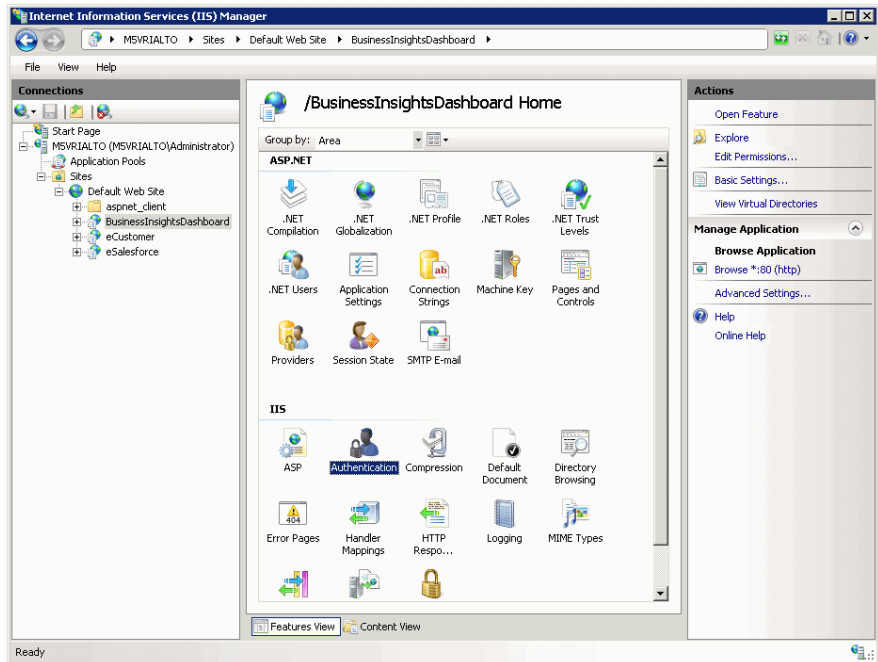 Internet Information Services (IIS) Manager
M5VRIALTO
Sites
Default Web Site
BusinessInsightsDashboard
File View Help
Connections
Start Page
M5VRIALTO (M5VRIALTO\Administrator)
Application Pools
Sites
Default Web Site
aspnet_client
BusinessInsightsDashboard
eCustomer
eSalesforce
/BusinessInsightsDashboard Home
Group by: Area
ASP.NET
.NET Compilation
.NET Globalization
.NET Profile
.NET Roles
.NET Trust Levels
.NET Users
Application Settings
Connection Strings
Machine Key
Pages and Controls
Providers
Session State
SMTP E-mail
IIS
ASP
Authentication
Compression
Default Document
Directory Browsing
Error Pages
Handler Mappings
HTTP Respo...
Logging
MIME Types
404
ab
Features View
Content View
Actions
Open Feature
Explore
Edit Permissions...
Basic Settings...
View Virtual Directories
Manage Application
Browse Application
Browse *:80 (http)
Advanced Settings...
Help
Online Help
Ready